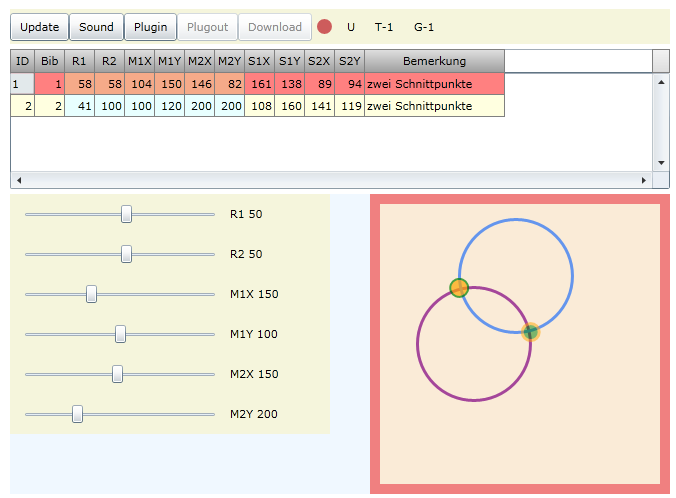 Update Sound Plugin Plugout Download U T-1 G-1
ID Bib R1 R2 M1X M1Y M2X M2Y S1X S1Y S2X S2Y Bemerkung
1 1 58 58 104 150 146 82 161 138 89 94 zwei Schnittpunkte
2 2 41 100 100 120 200 200 108 160 141 119 zwei Schnittpunkte
R1 50
R2 50
M1X 150
M1Y 100
M2X 150
M2Y 200